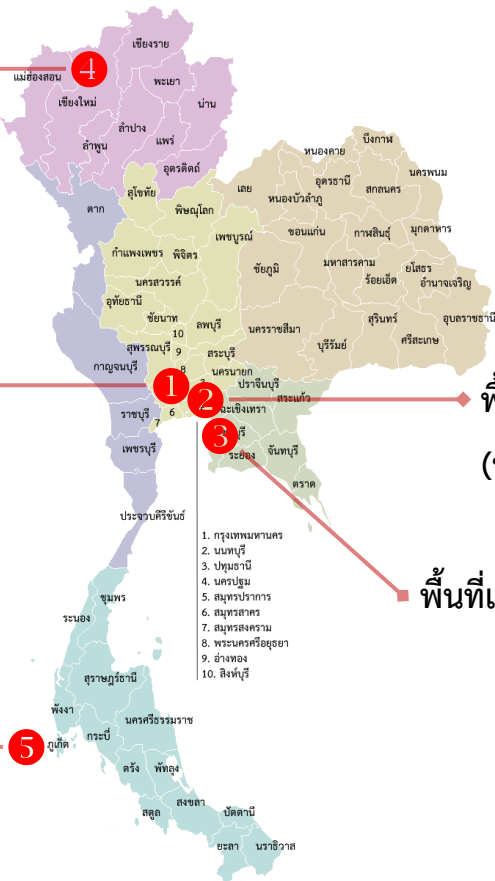 เชียงราย
4
แม่ฮ่องสอน
พะเยา
เชียงใหม่
น่าน
ลำปาง
แพร่
ลำพูน
อุตรดิตถ์
บึงกาฬ
หนองคาย
นครพนม
อุดรธานี
สกลนคร
เลย
หนองบัวลำภู
สุโขทัย
ตาก
พิษณุโลก
เพชรบูรณ์
ขอนแก่น
กาฬสินธุ์
มุกดาหาร
กำแพงเพชร
พิจิตร
ชัยภูมิ
มหาสารคาม
ร้อยเอ็ด
ยโสธร
อำนาจเจริญ
นครสวรรค์
อุทัยธานี
ชัยนาท
ลพบุรี
นครราชสีมา
บุรีรัมย์
สุรินทร์
ศรีสะเกษ
อุบลราชธานี
10
สุพรรณบุรี
9
สระบุรี
กาญจนบุรี
8
นครนายก
ปราจีนบุรี
สระแก้ว
1
2
ฉะเชิงเทรา
ราชบุรี
6
7
3
เพชรบุรี
ระยอง
จันทบุรี
ตราด
ประจวบคีรีขันธ์
(
พื้นที่เ
1. กรุงเทพมหานคร
2. นนทบุรี
3. ปทุมธานี
4. นครปฐม
5. สมุทรปราการ
6. สมุทรสาคร
7. สมุทรสงคราม
8. พระนครศรีอยุธยา
9. อ่างทอง
10. สิงห์บุรี
ชุมพร
ระนอง
สุราษฎร์ธานี
พังงา
นครศรีธรรมราช
กระบี่
5
ภูเก็ต
ตรัง
พัทลุง
สงขลา
สตูล
ปัตตานี
ยะลา
นราธิวาส